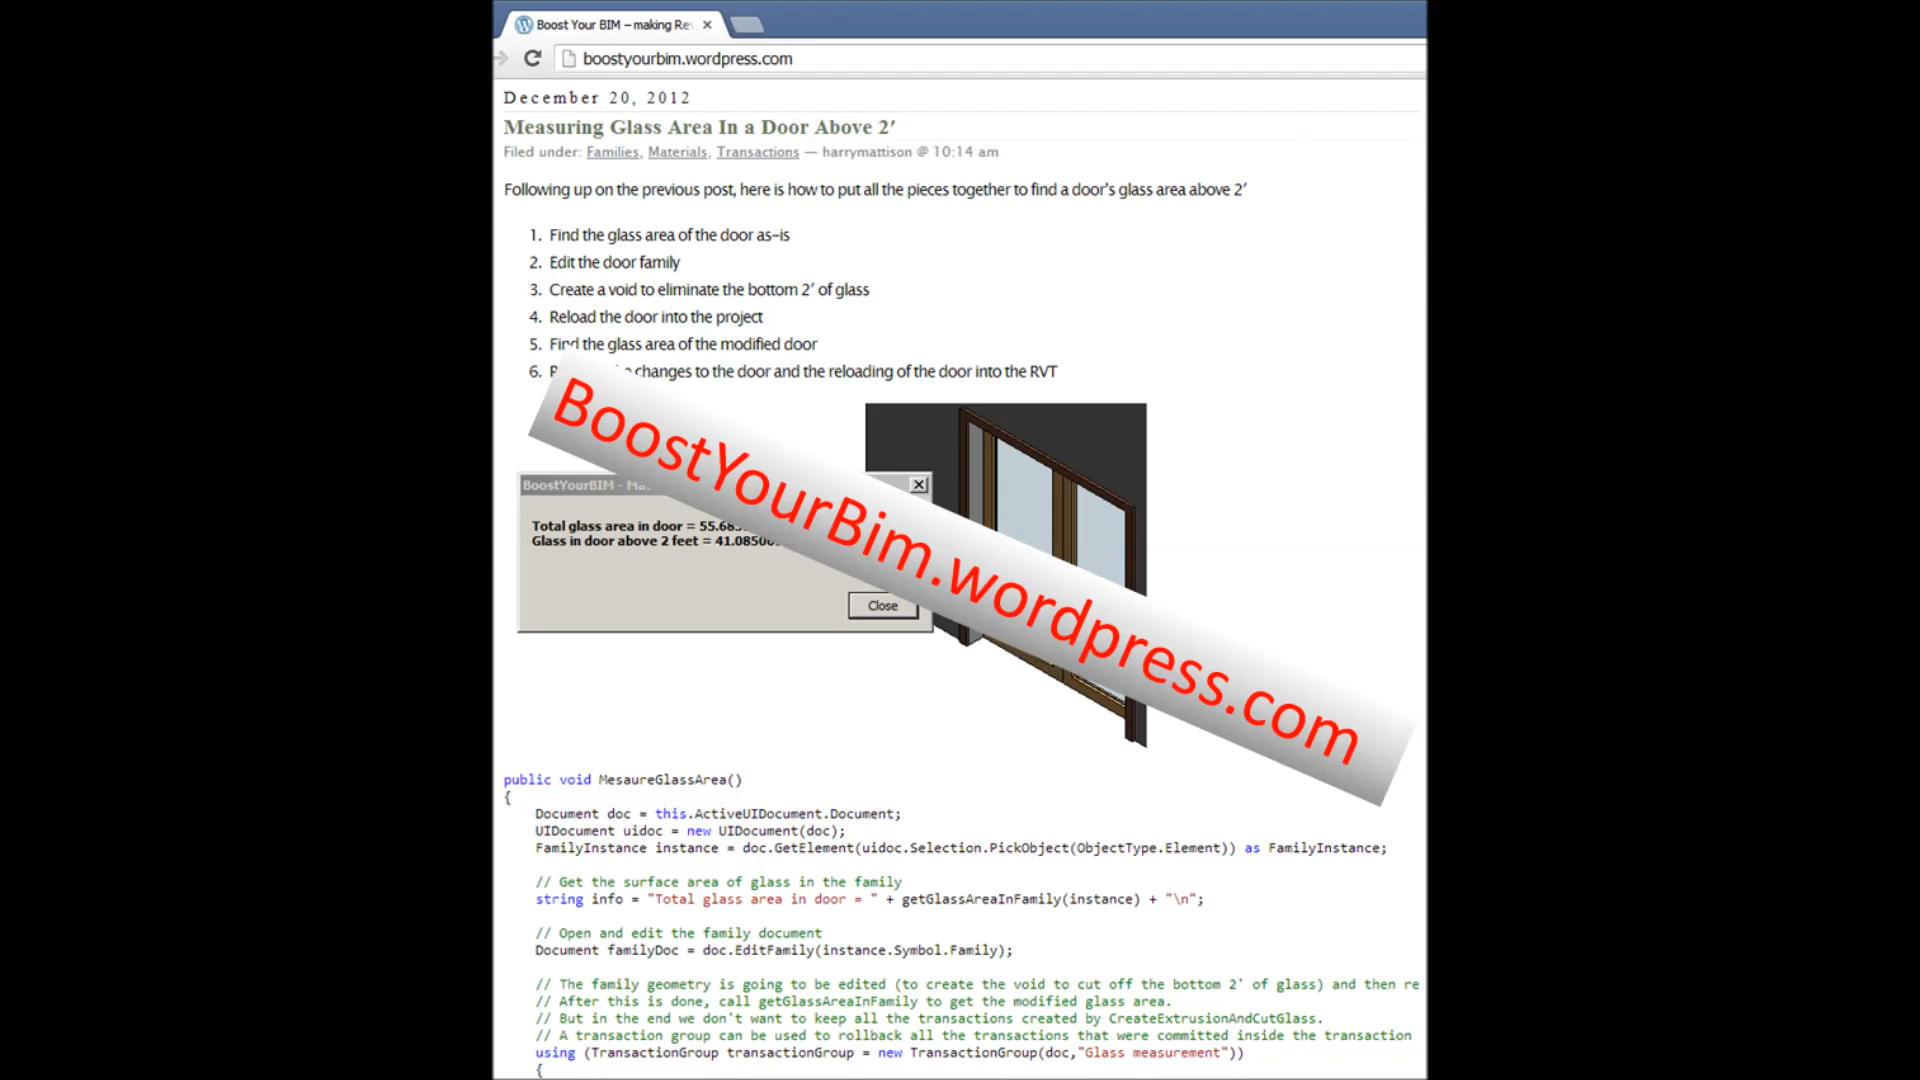 Boost Your BIM – making Re
boostyourbim.wordpress.com
December 20, 2012
Measuring Glass Area In a Door Above 2′
Filed under: Families, Materials, Transactions — harrymattison @ 10:14 am
Following up on the previous post, here is how to put all the pieces together to find a door's glass area above 2′
1. Find the glass area of the door as-is
2. Edit the door family
3. Create a void to eliminate the bottom 2′ of glass
4. Reload the door into the project
5. Find the glass area of the modified door
6. changes to the door and the reloading of the door into the RVT
BoostYourBim.wordpress.com
BoostYourBIM -
Total glass area in door = 55.68
Glass in door above 2 feet = 41.0850
Close
public void MesaureGlassArea()
{
Document doc = this.ActiveUIDocument.Document;
UIDocument uidoc = new UIDocument(doc);
FamilyInstance instance = doc.GetElement(uidoc.Selection.PickObject(ObjectType.Element)) as FamilyInstance;
// Get the surface area of glass in the family
string info = "Total glass area in door = " + getGlassAreaInFamily(instance) + "\n";
// Open and edit the family document
Document familyDoc = doc.EditFamily(instance.Symbol.Family);
// The family geometry is going to be edited (to create the void to cut off the bottom 2' of glass) and then re
// After this is done, call getGlassAreaInFamily to get the modified glass area.
// But in the end we don't want to keep all the transactions created by CreateExtrusionAndCutGlass.
// A transaction group can be used to rollback all the transactions that were committed inside the transaction
using (TransactionGroup transactionGroup = new TransactionGroup(doc,"Glass measurement"))
{